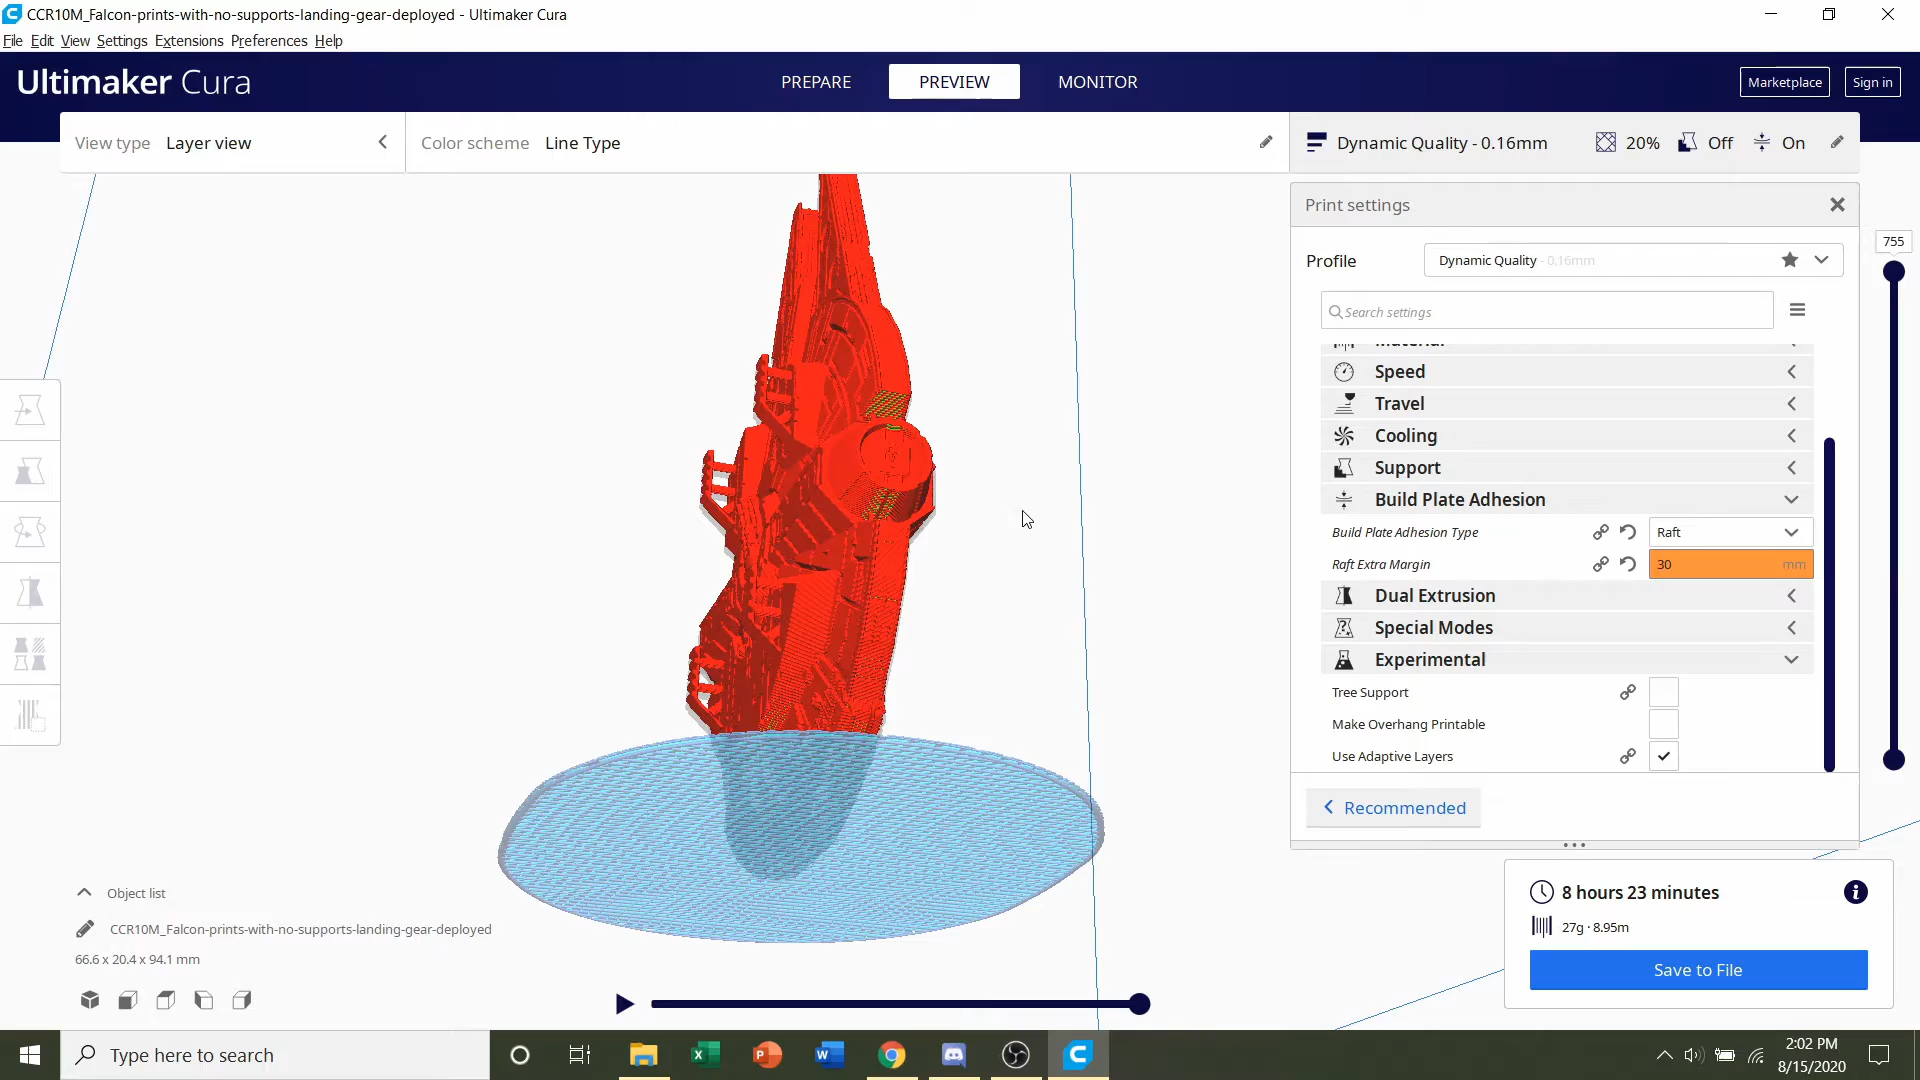 CCR10M_Falcon-prints-with-no-supports-landing-gear-deployed - Ultimaker Cura
File Edit View Settings Extensions Preferences Help
Ultimaker Cura
PREPARE PREVIEW MONITOR
Marketplace Sign in
View type Layer view
Color scheme Line Type
Dynamic Quality - 0.16mm 20% Off On
Print settings
755
Profile Dynamic Quality - 0.16mm
Search settings
Material
Speed
Travel
Cooling
Support
Build Plate Adhesion
Build Plate Adhesion Type Raft
Raft Extra Margin 30 mm
Dual Extrusion
Special Modes
Experimental
Tree Support
Make Overhang Printable
Use Adaptive Layers
Recommended
8 hours 23 minutes
27g · 8.95m
Save to File
Object list
CCR10M_Falcon-prints-with-no-supports-landing-gear-deployed
66.6 x 20.4 x 94.1 mm
Type here to search
2:02 PM
8/15/2020